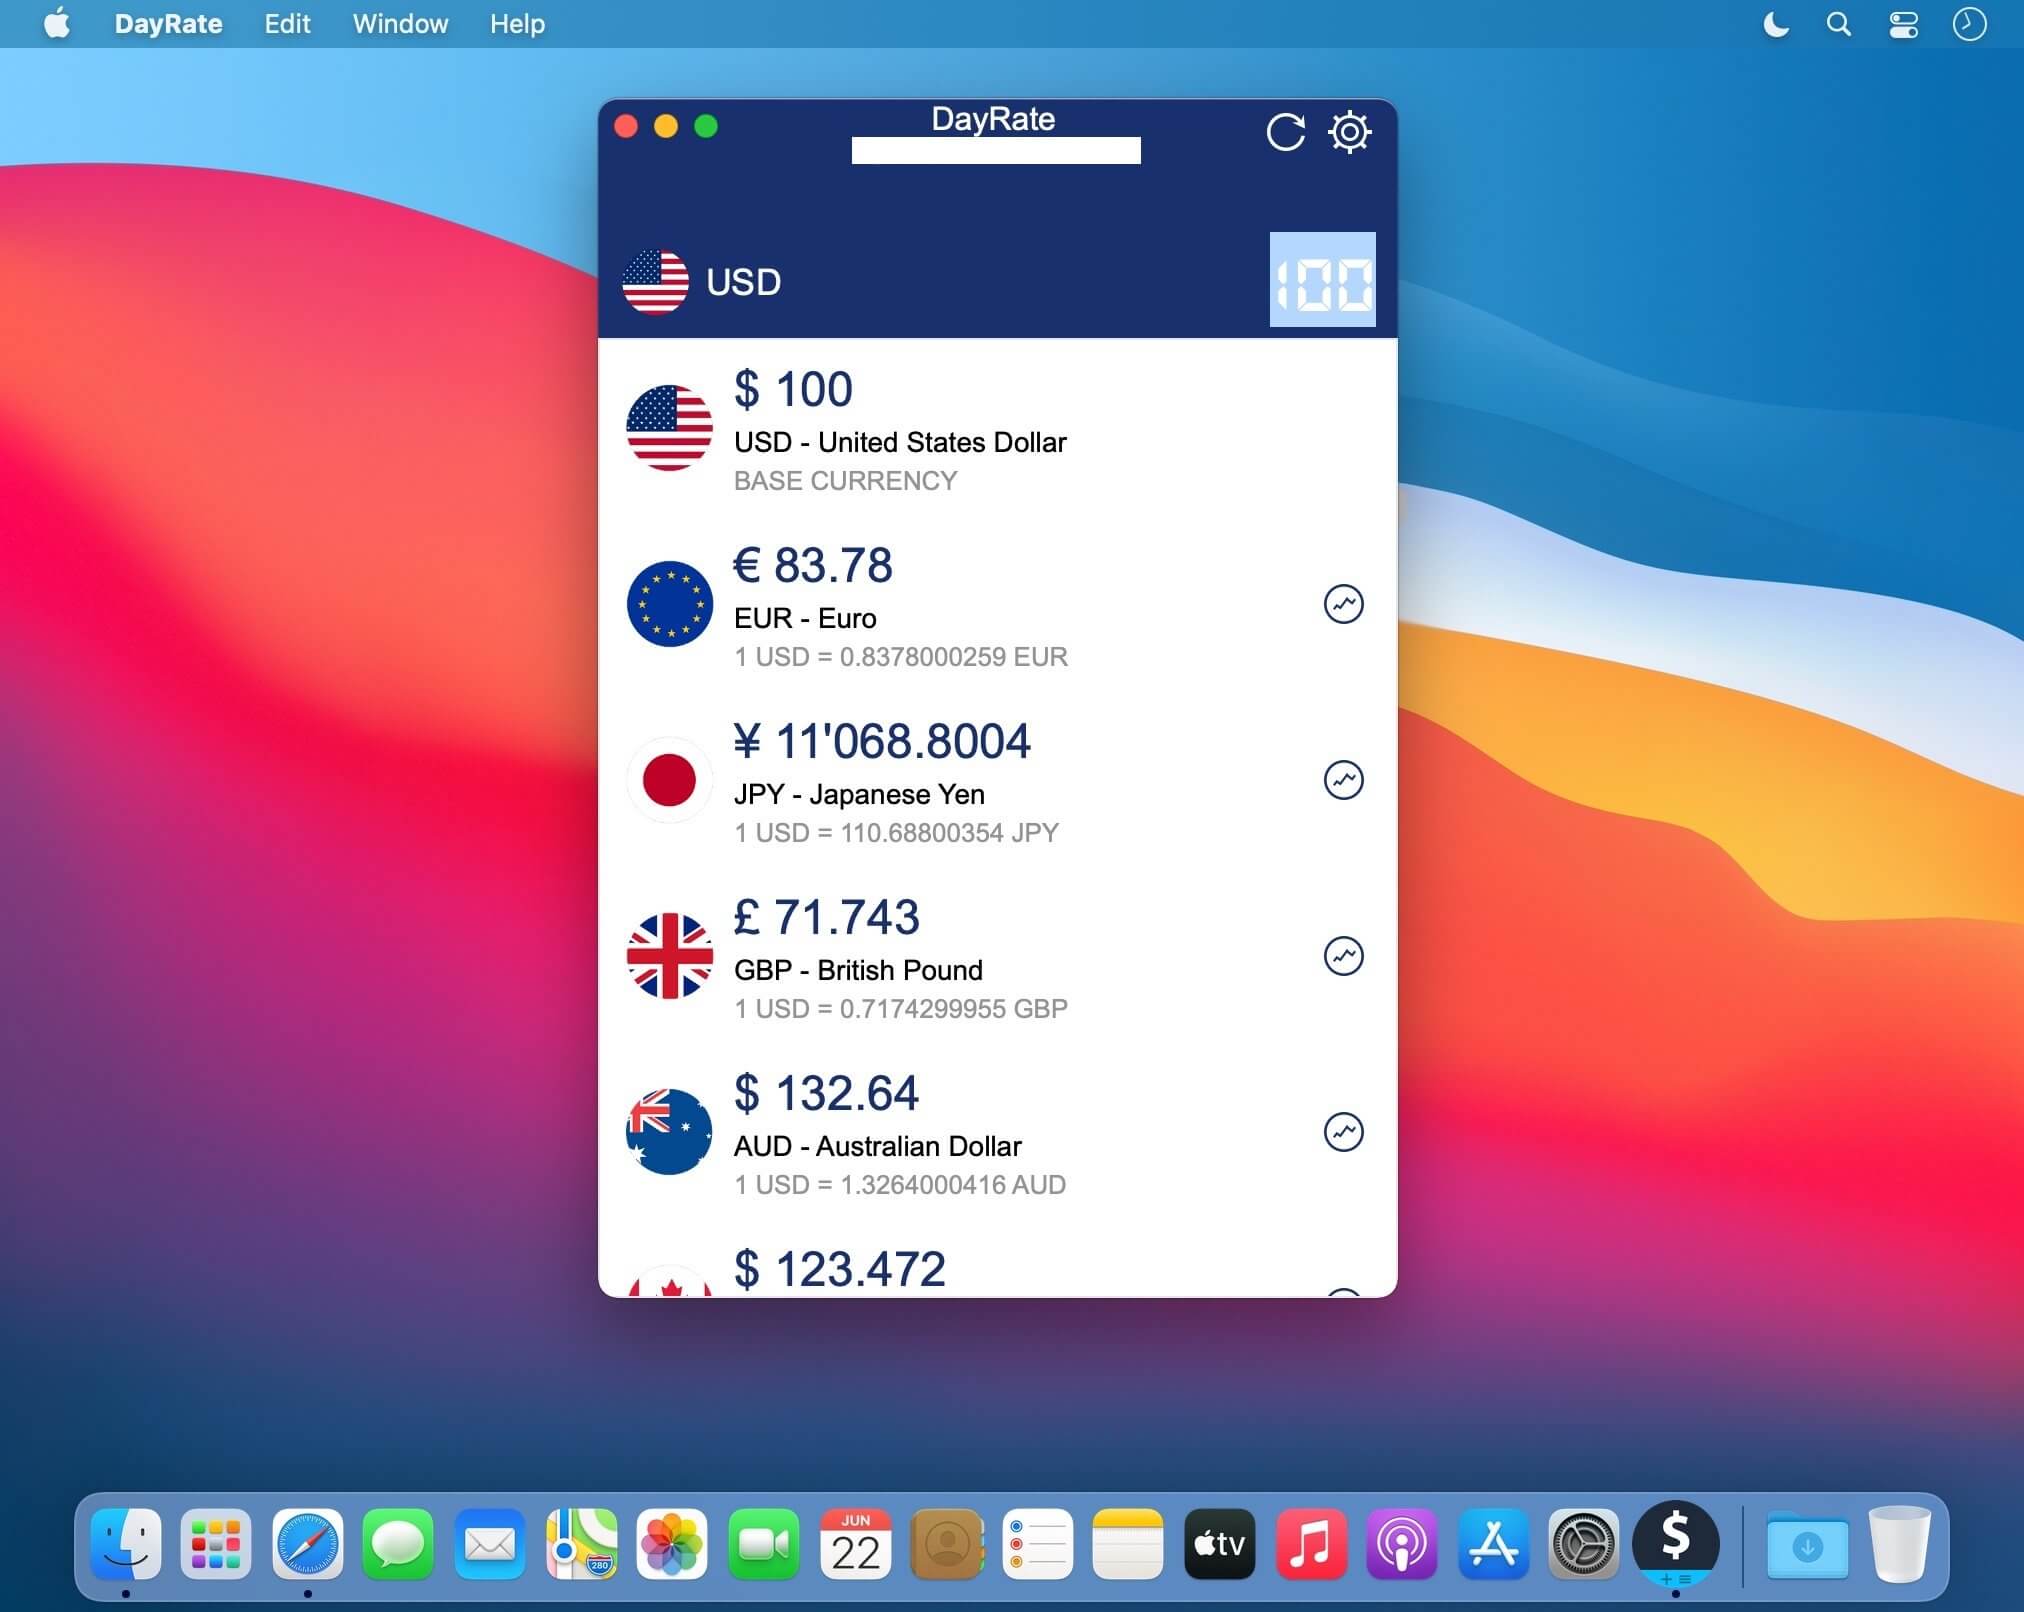 DayRate Edit Window Help
DayRate
USD
100
$ 100
USD - United States Dollar
BASE CURRENCY
€ 83.78
EUR - Euro
1 USD = 0.8378000259 EUR
¥ 11'068.8004
JPY - Japanese Yen
1 USD = 110.68800354 JPY
£ 71.743
GBP - British Pound
1 USD = 0.7174299955 GBP
$ 132.64
AUD - Australian Dollar
1 USD = 1.3264000416 AUD
$ 123.472
280
JUN
22
tv
$
+ =